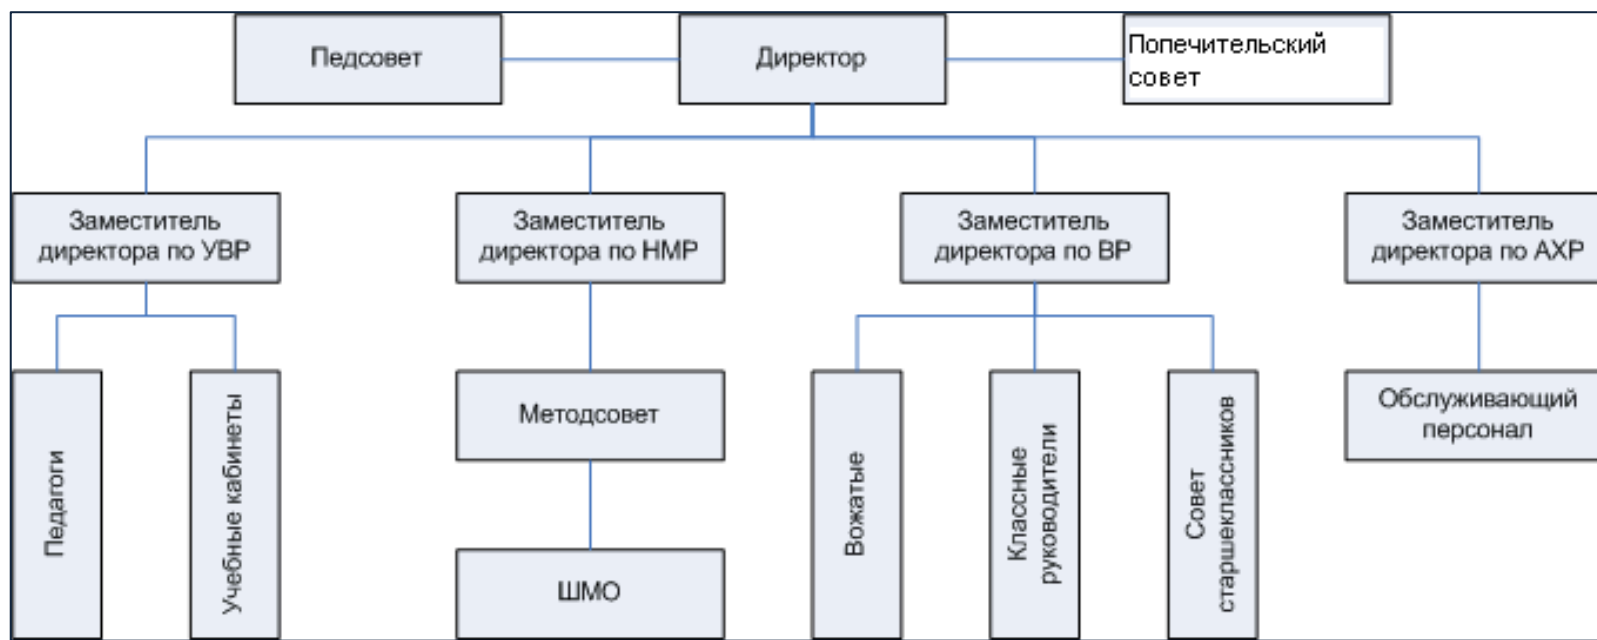 Педсовет
Директор
Попечительский
совет
Заместитель
директора по УВР
Заместитель
директора по НМР
Заместитель
директора по ВР
Заместитель
директора по АХР
Педагоги
Учебные кабинеты
Методсовет
ШМО
Вожатые
Классные
руководители
Совет
старшеклассников
Обслуживающий
персонал